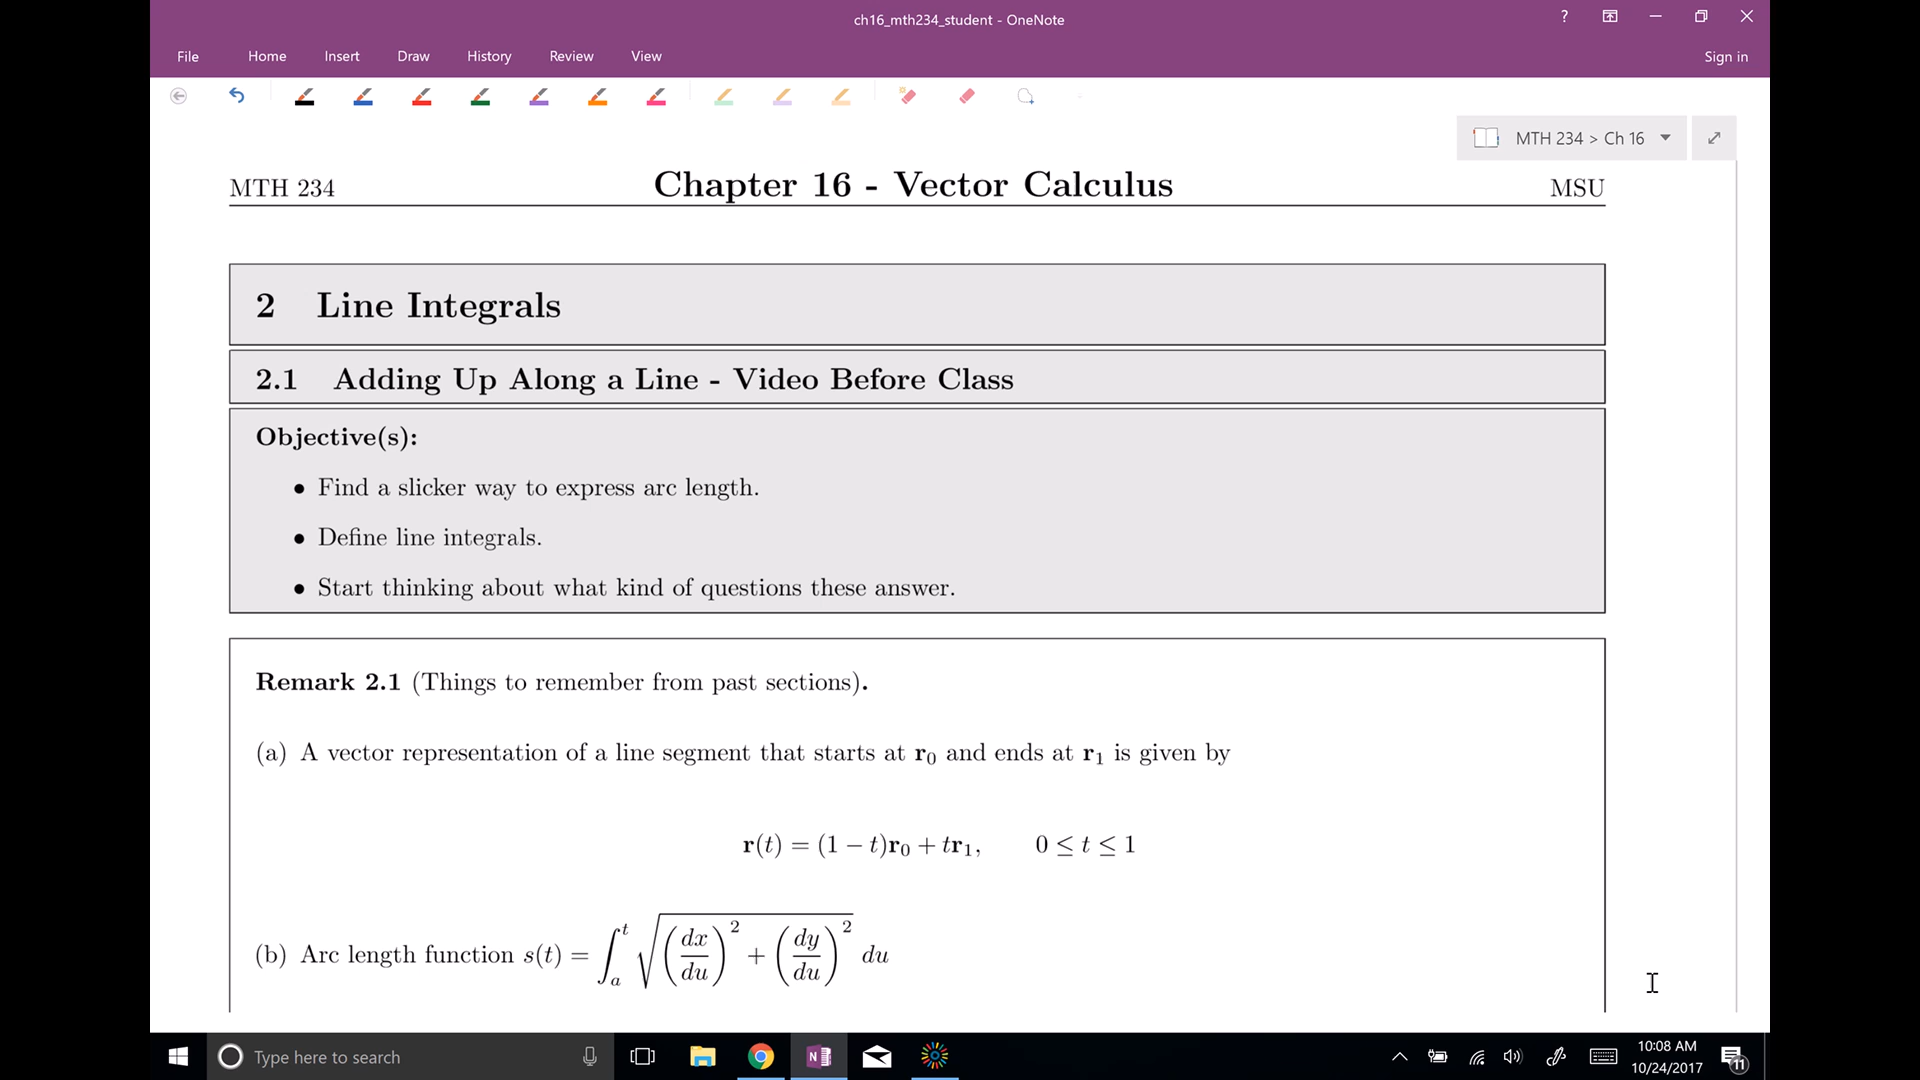 ch16_mth234_student - OneNote
?
File Home Insert Draw History Review View Sign in
MTH 234 > Ch 16
MTH 234 Chapter 16 - Vector Calculus MSU
2 Line Integrals
2.1 Adding Up Along a Line - Video Before Class
Objective(s):
• Find a slicker way to express arc length.
• Define line integrals.
• Start thinking about what kind of questions these answer.
Remark 2.1 (Things to remember from past sections).
(a) A vector representation of a line segment that starts at r₀ and ends at r₁ is given by
r(t) = (1 − t)r₀ + tr₁, 0 ≤ t ≤ 1
(b) Arc length function s(t) = ∫ₐᵗ √((dx/du)² + (dy/du)²) du
Type here to search
10:08 AM
10/24/2017
11